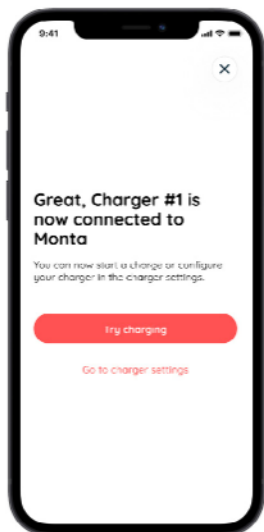 9:41
Great, Charger #1 is
now connected to
Monta
You can now start a charge or configure
your charger in the charger settings.
Try charging
Go to charger settings